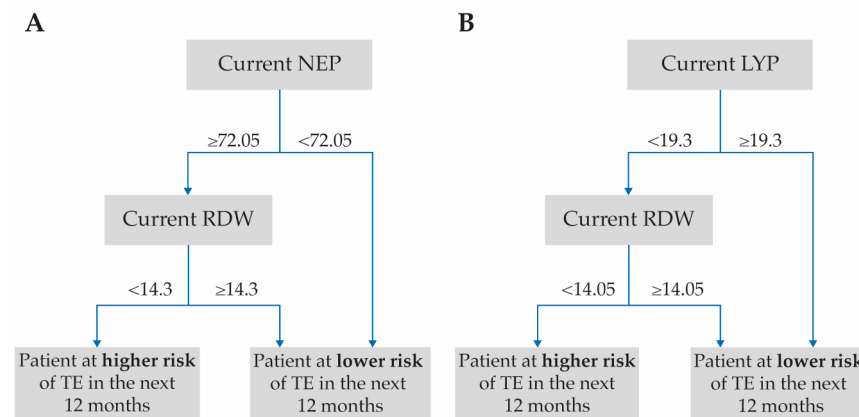 A
Current NEP
≥72.05
<72.05
Current RDW
<14.3
≥14.3
Patient at higher risk
of TE in the next
12 months
Patient at lower risk
of TE in the next
12 months
B
Current LYP
<19.3
≥19.3
Current RDW
<14.05
≥14.05
Patient at higher risk
of TE in the next
12 months
Patient at lower risk
of TE in the next
12 months